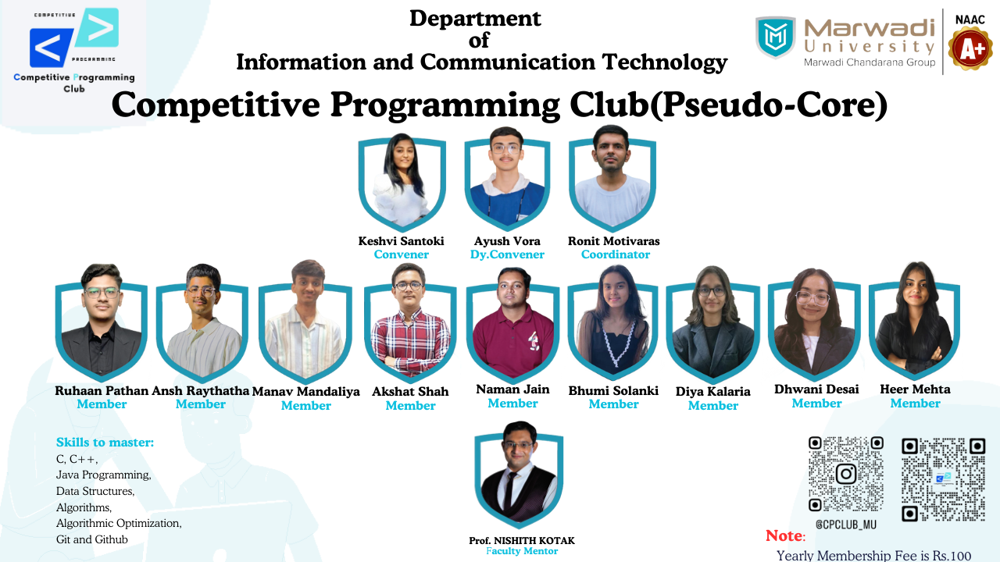 COMPETITIVE
< >
PROGRAMMING
Competitive Programming
Club
Department
of
Information and Communication Technology
Marwadi
University
Marwadi Chandarana Group
NAAC
A+
Competitive Programming Club(Pseudo-Core)
Keshvi Santoki
Convener
Ayush Vora
Dy.Convener
Ronit Motivaras
Coordinator
Ruhaan Pathan
Member
Ansh Raythatha
Member
Manav Mandaliya
Member
Akshat Shah
Member
Naman Jain
Member
Bhumi Solanki
Member
Diya Kalaria
Member
Dhwani Desai
Member
Heer Mehta
Member
Skills to master:
C, C++,
Java Programming,
Data Structures,
Algorithms,
Algorithmic Optimization,
Git and Github
Prof. NISHITH KOTAK
Faculty Mentor
@CPCLUB_MU
Note:
Yearly Membership Fee is Rs.100